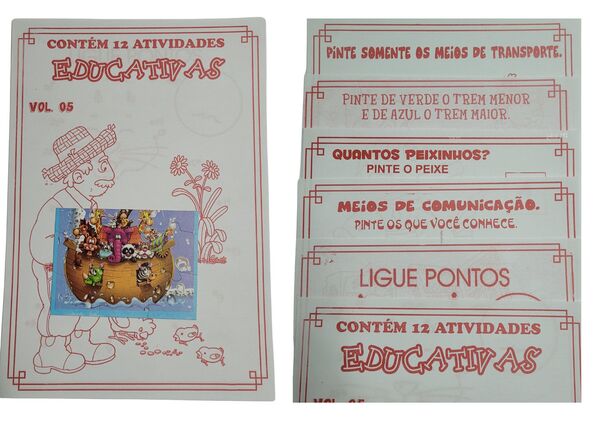 CONTÉM 12 ATIVIDADES
EDUCATIVAS
VOL. 05
PINTE SOMENTE OS MEIOS DE TRANSPORTE.
PINTE DE VERDE O TREM MENOR
E DE AZUL O TREM MAIOR.
QUANTOS PEIXINHOS?
PINTE O PEIXE
MEIOS DE COMUNICAÇÃO.
PINTE OS QUE VOCÊ CONHECE.
LIGUE PONTOS
CONTÉM 12 ATIVIDADES
EDUCATIVAS
VOL. 05